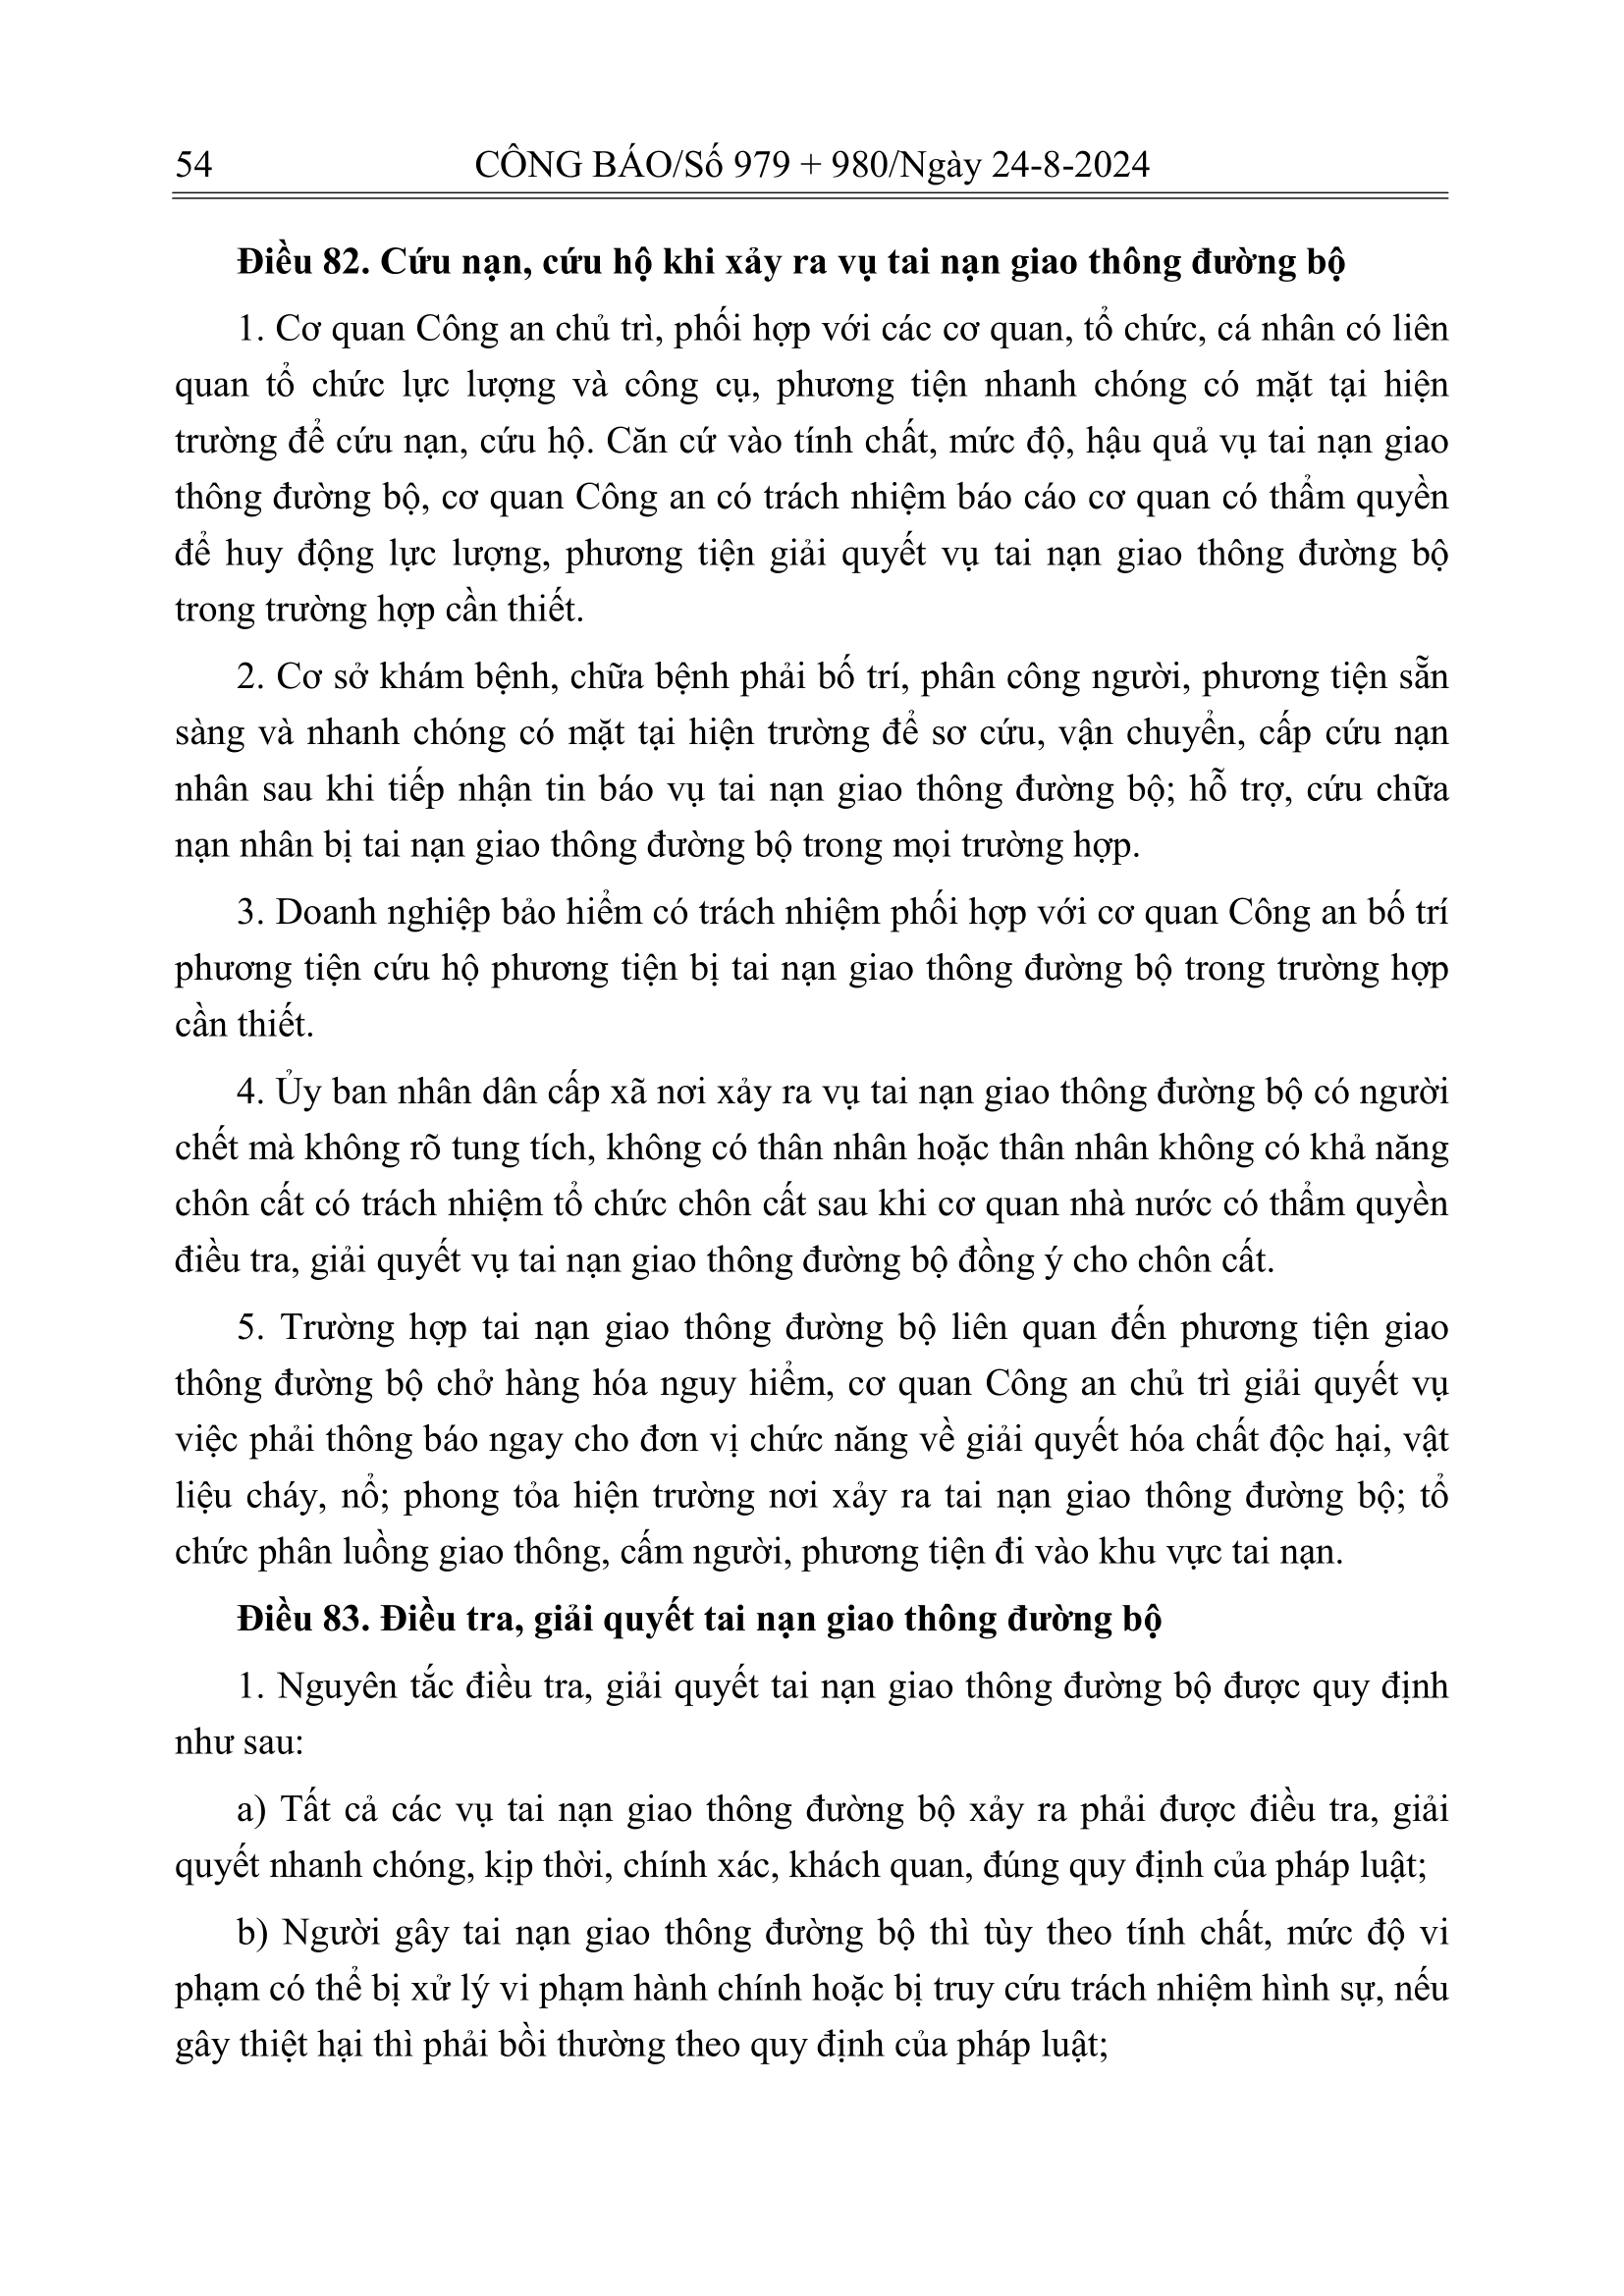 54 CÔNG BÁO/Số 979 + 980/Ngày 24-8-2024
Điều 82. Cứu nạn, cứu hộ khi xảy ra vụ tai nạn giao thông đường bộ
1. Cơ quan Công an chủ trì, phối hợp với các cơ quan, tổ chức, cá nhân có liên
quan tổ chức lực lượng và công cụ, phương tiện nhanh chóng có mặt tại hiện
trường để cứu nạn, cứu hộ. Căn cứ vào tính chất, mức độ, hậu quả vụ tai nạn giao
thông đường bộ, cơ quan Công an có trách nhiệm báo cáo cơ quan có thẩm quyền
để huy động lực lượng, phương tiện giải quyết vụ tai nạn giao thông đường bộ
trong trường hợp cần thiết.
2. Cơ sở khám bệnh, chữa bệnh phải bố trí, phân công người, phương tiện sẵn
sàng và nhanh chóng có mặt tại hiện trường để sơ cứu, vận chuyển, cấp cứu nạn
nhân sau khi tiếp nhận tin báo vụ tai nạn giao thông đường bộ; hỗ trợ, cứu chữa
nạn nhân bị tai nạn giao thông đường bộ trong mọi trường hợp.
3. Doanh nghiệp bảo hiểm có trách nhiệm phối hợp với cơ quan Công an bố trí
phương tiện cứu hộ phương tiện bị tai nạn giao thông đường bộ trong trường hợp
cần thiết.
4. Ủy ban nhân dân cấp xã nơi xảy ra vụ tai nạn giao thông đường bộ có người
chết mà không rõ tung tích, không có thân nhân hoặc thân nhân không có khả năng
chôn cất có trách nhiệm tổ chức chôn cất sau khi cơ quan nhà nước có thẩm quyền
điều tra, giải quyết vụ tai nạn giao thông đường bộ đồng ý cho chôn cất.
5. Trường hợp tai nạn giao thông đường bộ liên quan đến phương tiện giao
thông đường bộ chở hàng hóa nguy hiểm, cơ quan Công an chủ trì giải quyết vụ
việc phải thông báo ngay cho đơn vị chức năng về giải quyết hóa chất độc hại, vật
liệu cháy, nổ; phong tỏa hiện trường nơi xảy ra tai nạn giao thông đường bộ; tổ
chức phân luồng giao thông, cấm người, phương tiện đi vào khu vực tai nạn.
Điều 83. Điều tra, giải quyết tai nạn giao thông đường bộ
1. Nguyên tắc điều tra, giải quyết tai nạn giao thông đường bộ được quy định
như sau:
a) Tất cả các vụ tai nạn giao thông đường bộ xảy ra phải được điều tra, giải
quyết nhanh chóng, kịp thời, chính xác, khách quan, đúng quy định của pháp luật;
b) Người gây tai nạn giao thông đường bộ thì tùy theo tính chất, mức độ vi
phạm có thể bị xử lý vi phạm hành chính hoặc bị truy cứu trách nhiệm hình sự, nếu
gây thiệt hại thì phải bồi thường theo quy định của pháp luật;